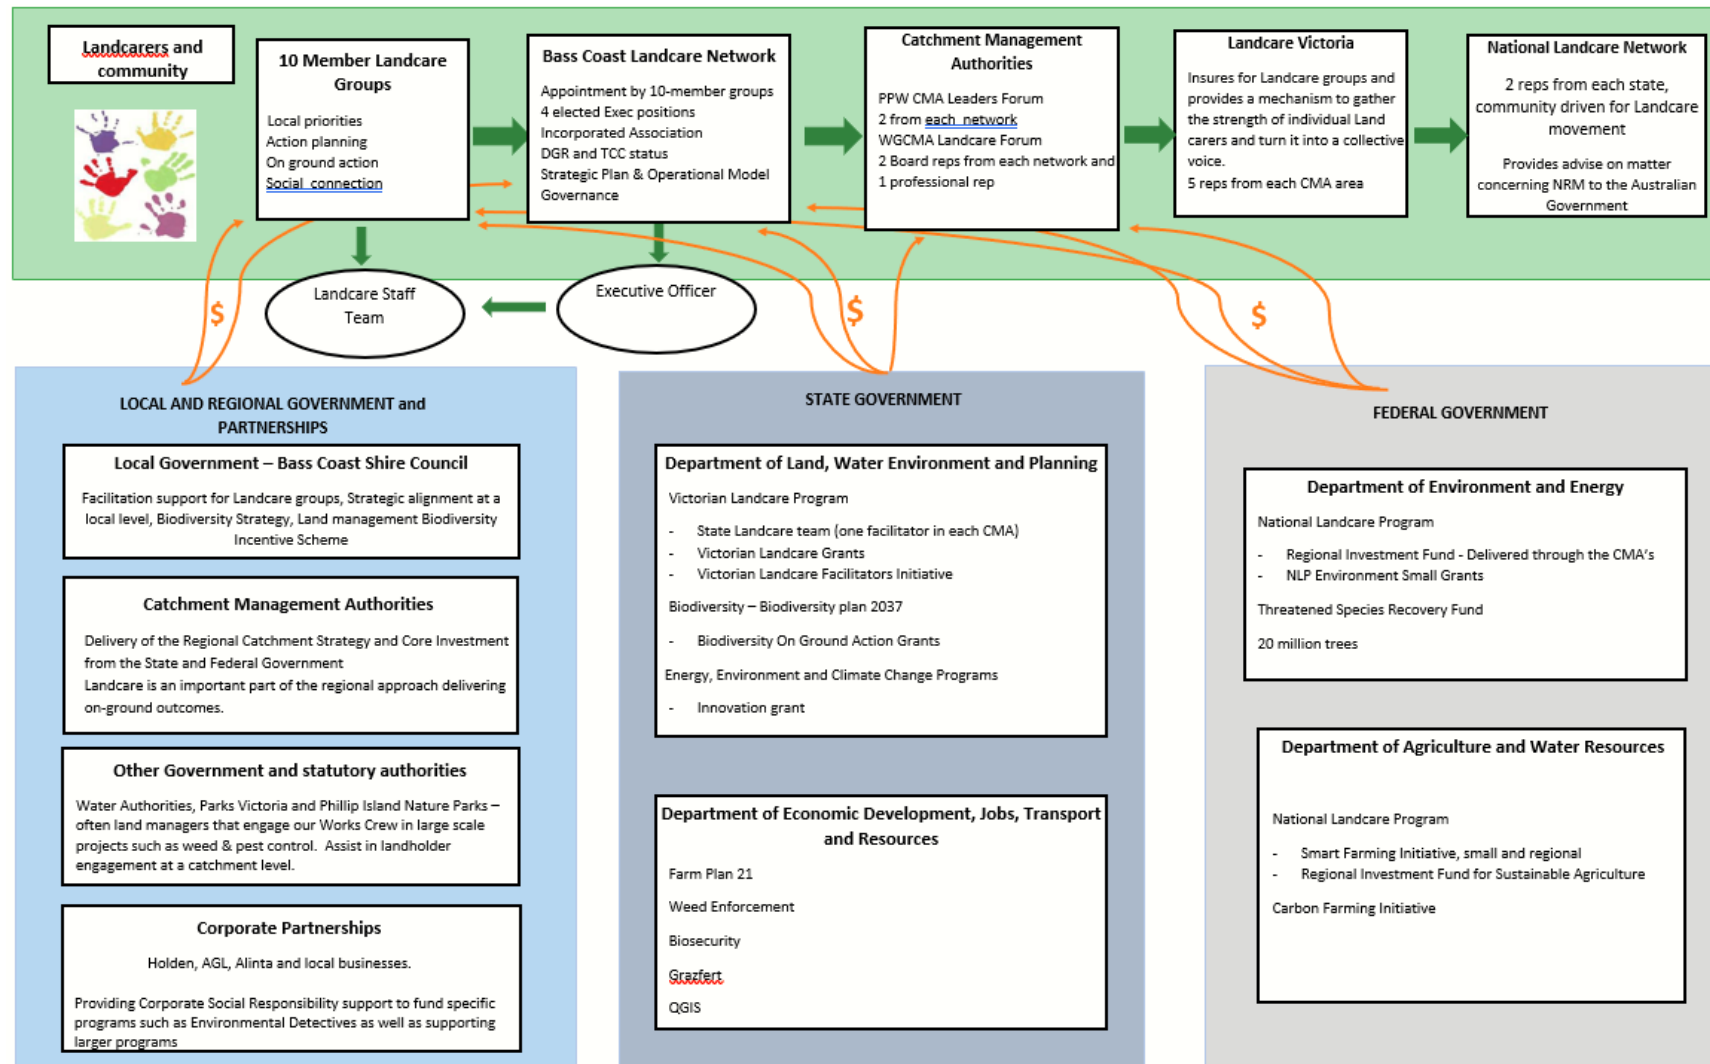 Landcarers and
community
10 Member Landcare
Groups
Local priorities
Action planning
On ground action
Social connection
Bass Coast Landcare Network
Appointment by 10-member groups
4 elected Exec positions
Incorporated Association
DGR and TCC status
Strategic Plan & Operational Model
Governance
Catchment Management
Authorities
PPW CMA Leaders Forum
2 from each network
WGCMA Landcare Forum
2 Board reps from each network and
1 professional rep
Landcare Victoria
Insures for Landcare groups and
provides a mechanism to gather
the strength of individual Land
carers and turn it into a collective
voice.
5 reps from each CMA area
National Landcare Network
2 reps from each state,
community driven for Landcare
movement
Provides advise on matter
concerning NRM to the Australian
Government
Landcare Staff
Team
Executive Officer
$
$
$
LOCAL AND REGIONAL GOVERNMENT and
PARTNERSHIPS
Local Government – Bass Coast Shire Council
Facilitation support for Landcare groups, Strategic alignment at a
local level, Biodiversity Strategy, Land management Biodiversity
Incentive Scheme
Catchment Management Authorities
Delivery of the Regional Catchment Strategy and Core Investment
from the State and Federal Government
Landcare is an important part of the regional approach delivering
on-ground outcomes.
Other Government and statutory authorities
Water Authorities, Parks Victoria and Phillip Island Nature Parks –
often land managers that engage our Works Crew in large scale
projects such as weed & pest control. Assist in landholder
engagement at a catchment level.
Corporate Partnerships
Holden, AGL, Alinta and local businesses.
Providing Corporate Social Responsibility support to fund specific
programs such as Environmental Detectives as well as supporting
larger programs
STATE GOVERNMENT
Department of Land, Water Environment and Planning
Victorian Landcare Program
- State Landcare team (one facilitator in each CMA)
- Victorian Landcare Grants
- Victorian Landcare Facilitators Initiative
Biodiversity – Biodiversity plan 2037
- Biodiversity On Ground Action Grants
Energy, Environment and Climate Change Programs
- Innovation grant
Department of Economic Development, Jobs, Transport
and Resources
Farm Plan 21
Weed Enforcement
Biosecurity
Grazfert
QGIS
FEDERAL GOVERNMENT
Department of Environment and Energy
National Landcare Program
- Regional Investment Fund - Delivered through the CMA's
- NLP Environment Small Grants
Threatened Species Recovery Fund
20 million trees
Department of Agriculture and Water Resources
National Landcare Program
- Smart Farming Initiative, small and regional
- Regional Investment Fund for Sustainable Agriculture
Carbon Farming Initiative